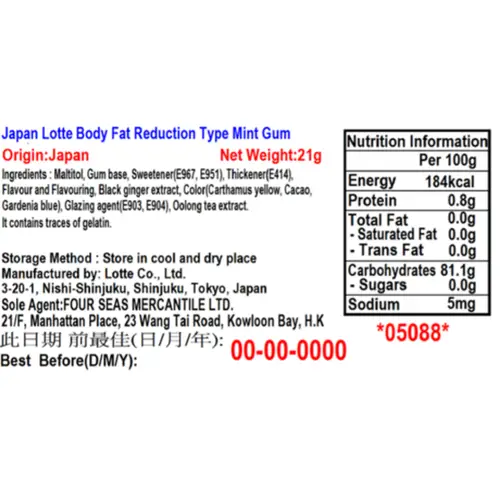 Japan Lotte Body Fat Reduction Type Mint Gum
Origin:Japan Net Weight:21g
Ingredients : Maltitol, Gum base, Sweetener(E967, E951), Thickener(E414),
Flavour and Flavouring, Black ginger extract, Color(Carthamus yellow, Cacao,
Gardenia blue), Glazing agent(E903, E904), Oolong tea extract.
It contains traces of gelatin.
Storage Method : Store in cool and dry place
Manufactured by: Lotte Co., Ltd.
3-20-1, Nishi-Shinjuku, Shinjuku, Tokyo, Japan
Sole Agent:FOUR SEAS MERCANTILE LTD.
21/F, Manhattan Place, 23 Wang Tai Road, Kowloon Bay, H.K
此日期 前最佳(日/月/年):
Best Before(D/M/Y):
00-00-0000
Nutrition Information
Per 100g
Energy 184kcal
Protein 0.8g
Total Fat 0.0g
- Saturated Fat 0.0g
- Trans Fat 0.0g
Carbohydrates 81.1g
- Sugars 0.0g
Sodium 5mg
*05088*